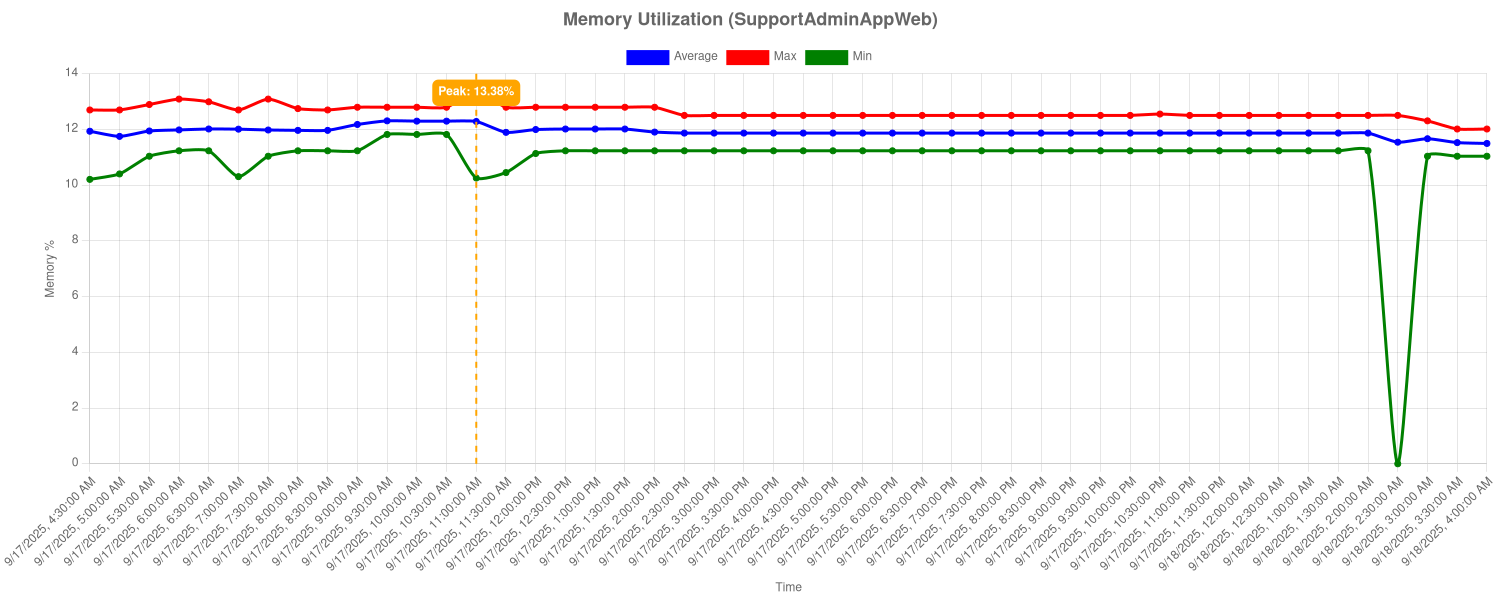 Memory Utilization (SupportAdminAppWeb)
Average Max Min
Peak: 13.38%
14
12
10
8
6
4
2
0
Memory %
9/17/2025, 4:30:00 AM
9/17/2025, 5:00:00 AM
9/17/2025, 5:30:00 AM
9/17/2025, 6:00:00 AM
9/17/2025, 6:30:00 AM
9/17/2025, 7:00:00 AM
9/17/2025, 7:30:00 AM
9/17/2025, 8:00:00 AM
9/17/2025, 8:30:00 AM
9/17/2025, 9:00:00 AM
9/17/2025, 9:30:00 AM
9/17/2025, 10:00:00 AM
9/17/2025, 10:30:00 AM
9/17/2025, 11:00:00 AM
9/17/2025, 11:30:00 AM
9/17/2025, 12:00:00 PM
9/17/2025, 12:30:00 PM
9/17/2025, 1:00:00 PM
9/17/2025, 1:30:00 PM
9/17/2025, 2:00:00 PM
9/17/2025, 2:30:00 PM
9/17/2025, 3:00:00 PM
9/17/2025, 3:30:00 PM
9/17/2025, 4:00:00 PM
9/17/2025, 4:30:00 PM
9/17/2025, 5:00:00 PM
9/17/2025, 5:30:00 PM
9/17/2025, 6:00:00 PM
9/17/2025, 6:30:00 PM
9/17/2025, 7:00:00 PM
9/17/2025, 7:30:00 PM
9/17/2025, 8:00:00 PM
9/17/2025, 8:30:00 PM
9/17/2025, 9:00:00 PM
9/17/2025, 9:30:00 PM
9/17/2025, 10:00:00 PM
9/17/2025, 10:30:00 PM
9/17/2025, 11:00:00 PM
9/17/2025, 11:30:00 PM
9/18/2025, 12:00:00 AM
9/18/2025, 12:30:00 AM
9/18/2025, 1:00:00 AM
9/18/2025, 1:30:00 AM
9/18/2025, 2:00:00 AM
9/18/2025, 2:30:00 AM
9/18/2025, 3:00:00 AM
9/18/2025, 3:30:00 AM
9/18/2025, 4:00:00 AM
Time